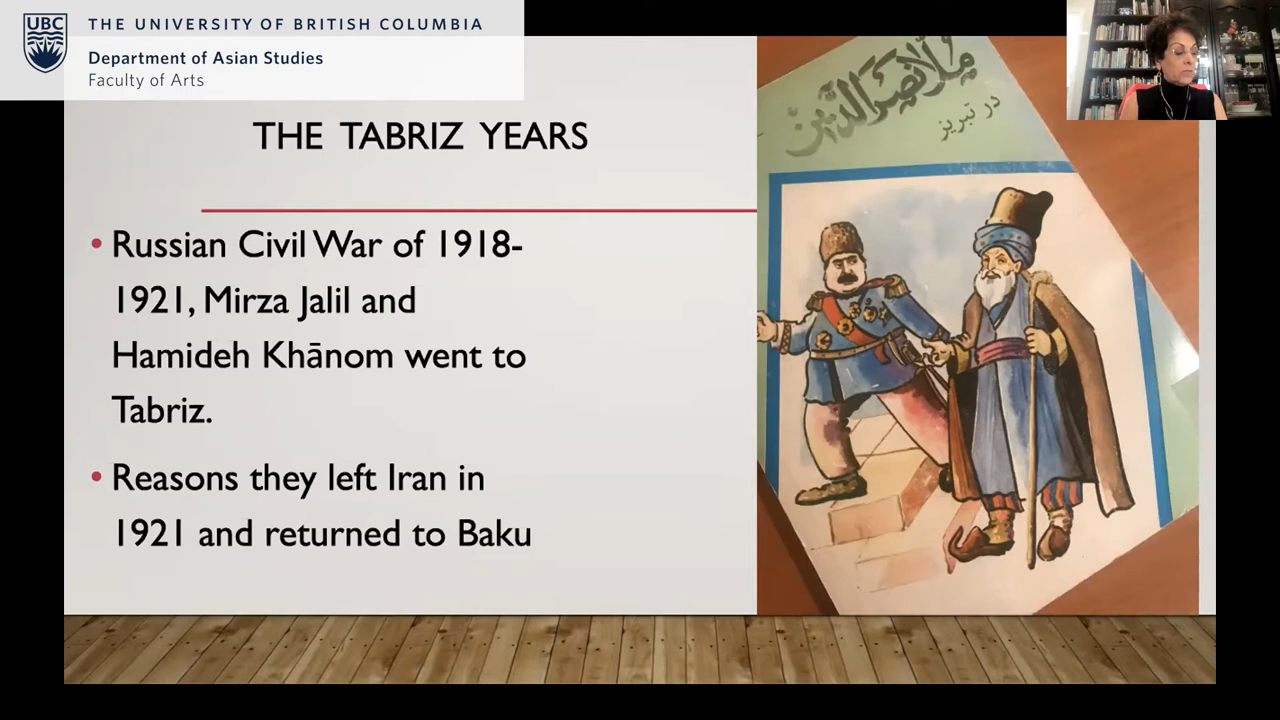 UBC
THE UNIVERSITY OF BRITISH COLUMBIA
Department of Asian Studies
Faculty of Arts
THE TABRIZ YEARS
• Russian Civil War of 1918-
1921, Mirza Jalil and
Hamideh Khānom went to
Tabriz.
• Reasons they left Iran in
1921 and returned to Baku
ملانصرالدین
در تبریز